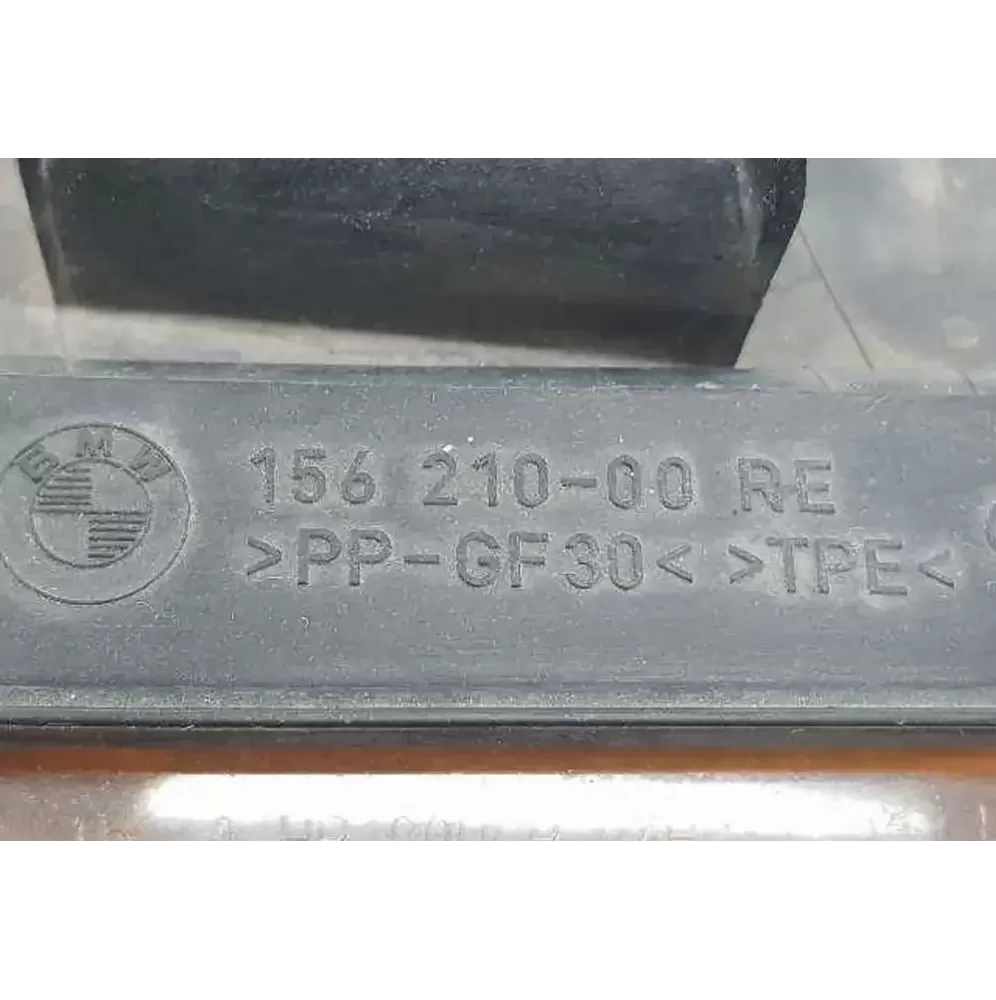 BMW
156 210-00 RE
>PP-GF30< >TPE<